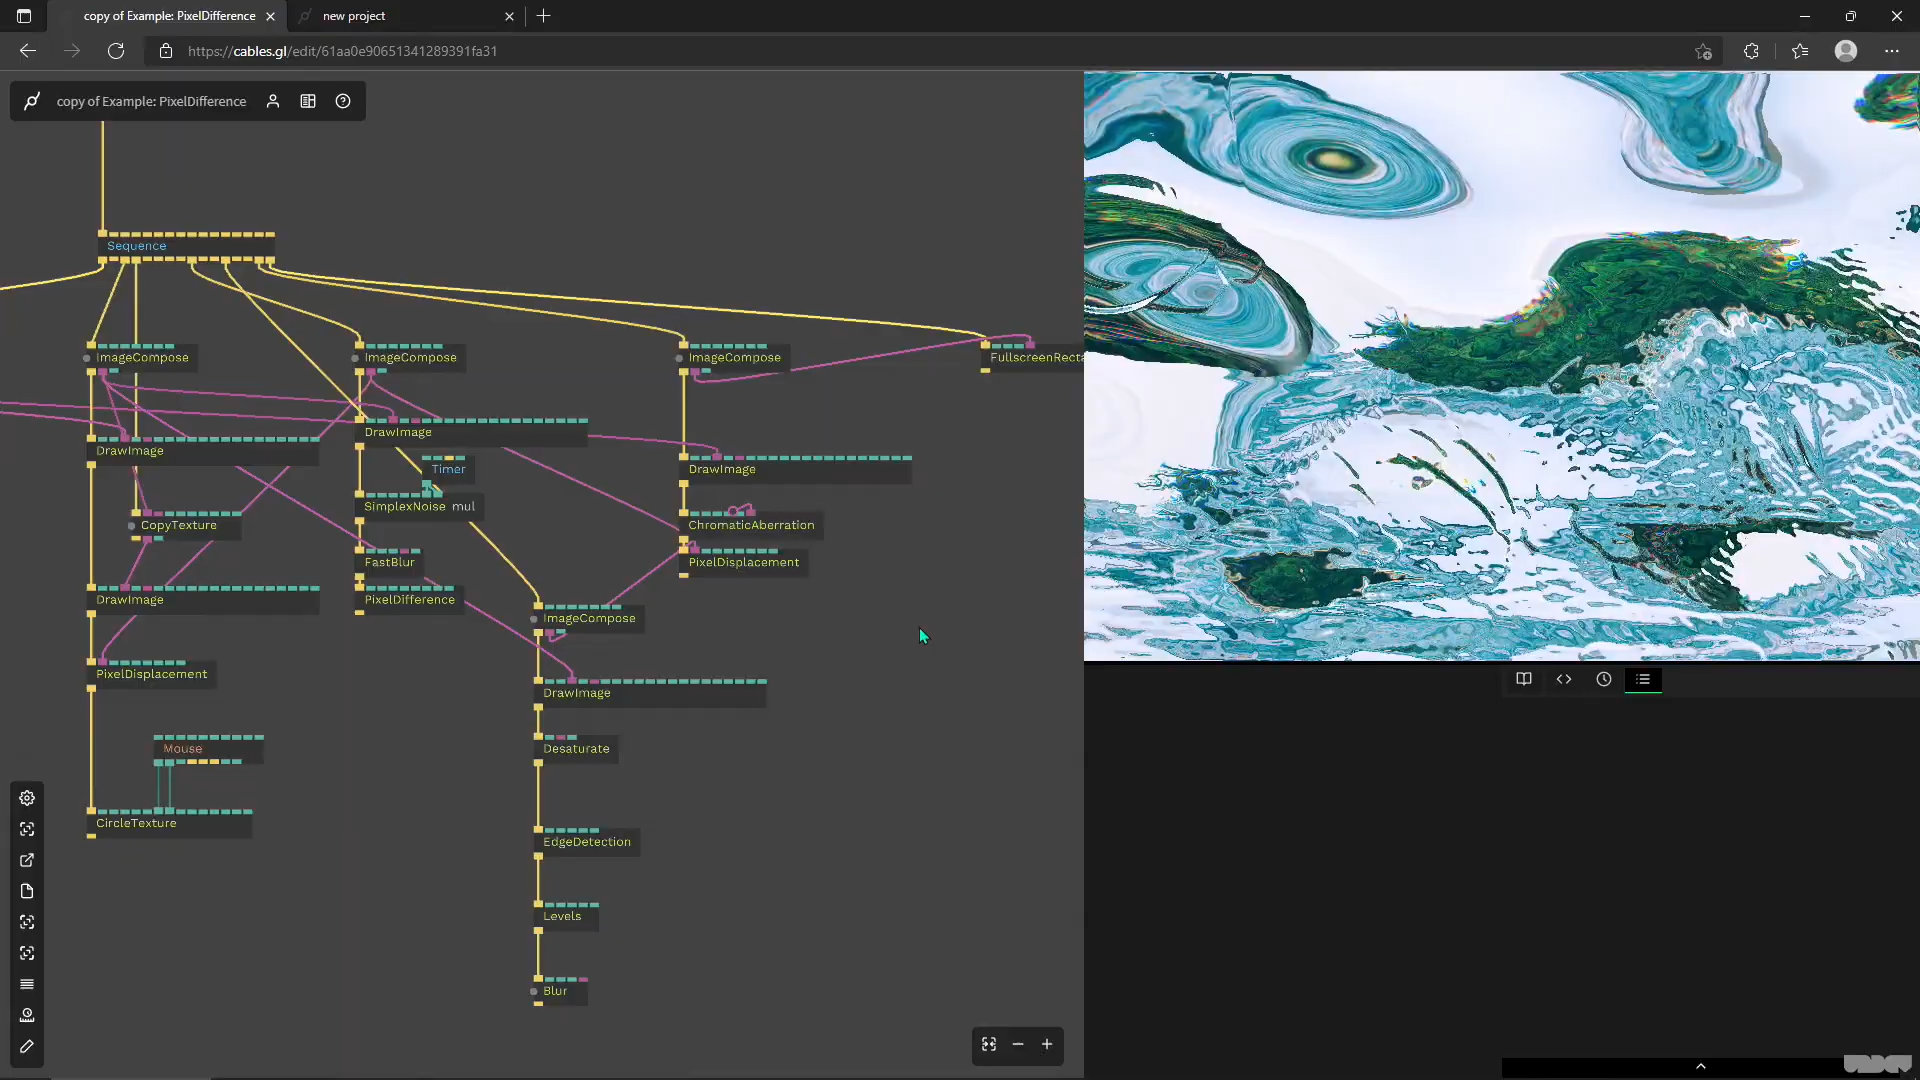 copy of Example: PixelDifference
new project
https://cables.gl/edit/61aa0e90651341289391fa31
copy of Example: PixelDifference
Sequence
ImageCompose
ImageCompose
ImageCompose
FullscreenRecta
DrawImage
DrawImage
Timer
DrawImage
SimplexNoise mul
CopyTexture
ChromaticAberration
FastBlur
PixelDisplacement
DrawImage
PixelDifference
ImageCompose
PixelDisplacement
DrawImage
Mouse
Desaturate
CircleTexture
EdgeDetection
Levels
Blur